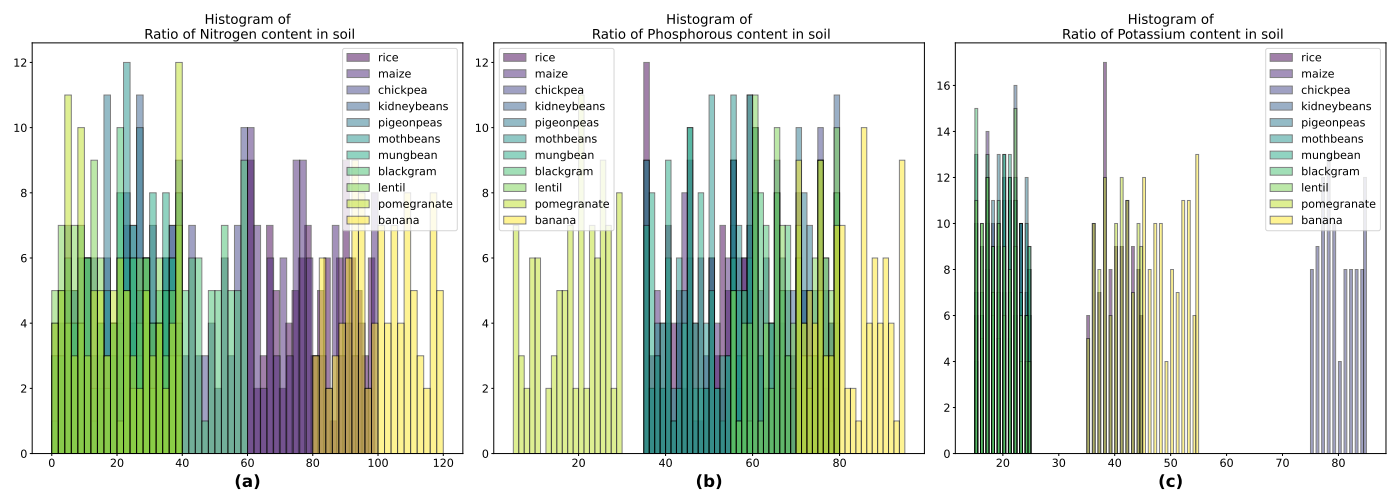 Histogram of
Ratio of Nitrogen content in soil
12
10
8
6
4
2
0
0 20 40 60 80 100 120
rice
maize
chickpea
kidneybeans
pigeonpeas
mothbeans
mungbean
blackgram
lentil
pomegranate
banana
(a)
Histogram of
Ratio of Phosphorous content in soil
12
10
8
6
4
2
0
20 40 60 80
rice
maize
chickpea
kidneybeans
pigeonpeas
mothbeans
mungbean
blackgram
lentil
pomegranate
banana
(b)
Histogram of
Ratio of Potassium content in soil
16
14
12
10
8
6
4
2
0
20 30 40 50 60 70 80
rice
maize
chickpea
kidneybeans
pigeonpeas
mothbeans
mungbean
blackgram
lentil
pomegranate
banana
(c)